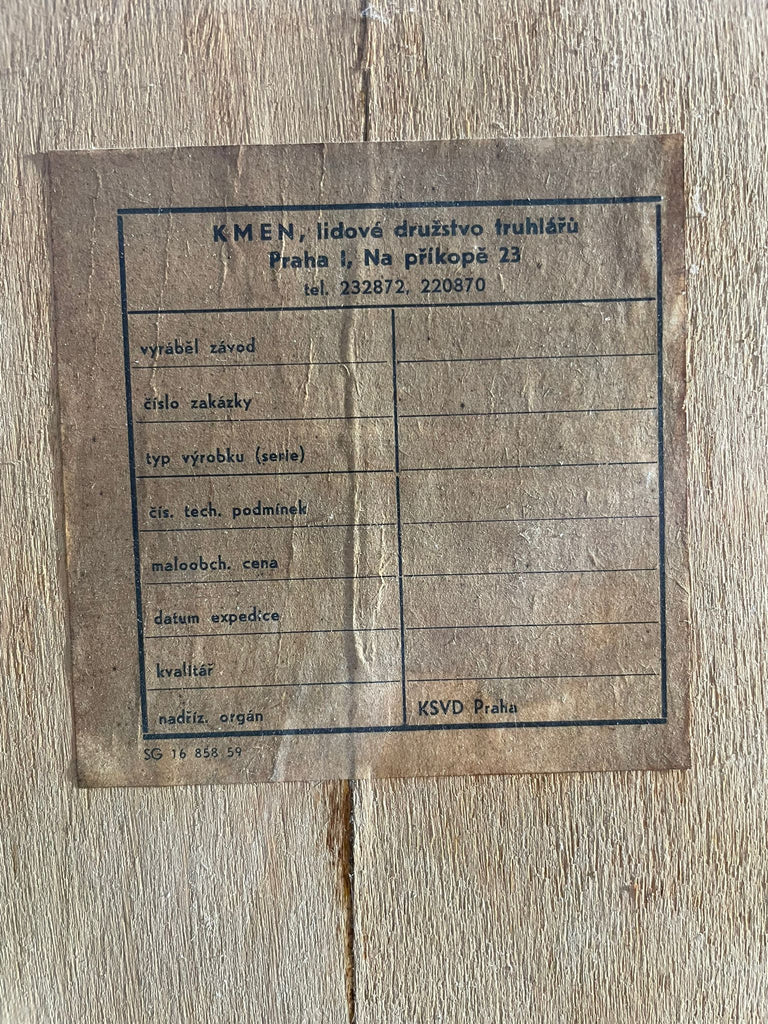 KMEN, lidové družstvo truhlářů
Praha I, Na příkopě 23
tel. 232872, 220870
vyráběl závod
číslo zakázky
typ výrobku (serie)
čís. tech. podmínek
maloobch. cena
datum expedice
kvalitář
nadříz. orgán KSVD Praha
SG 16 858 59